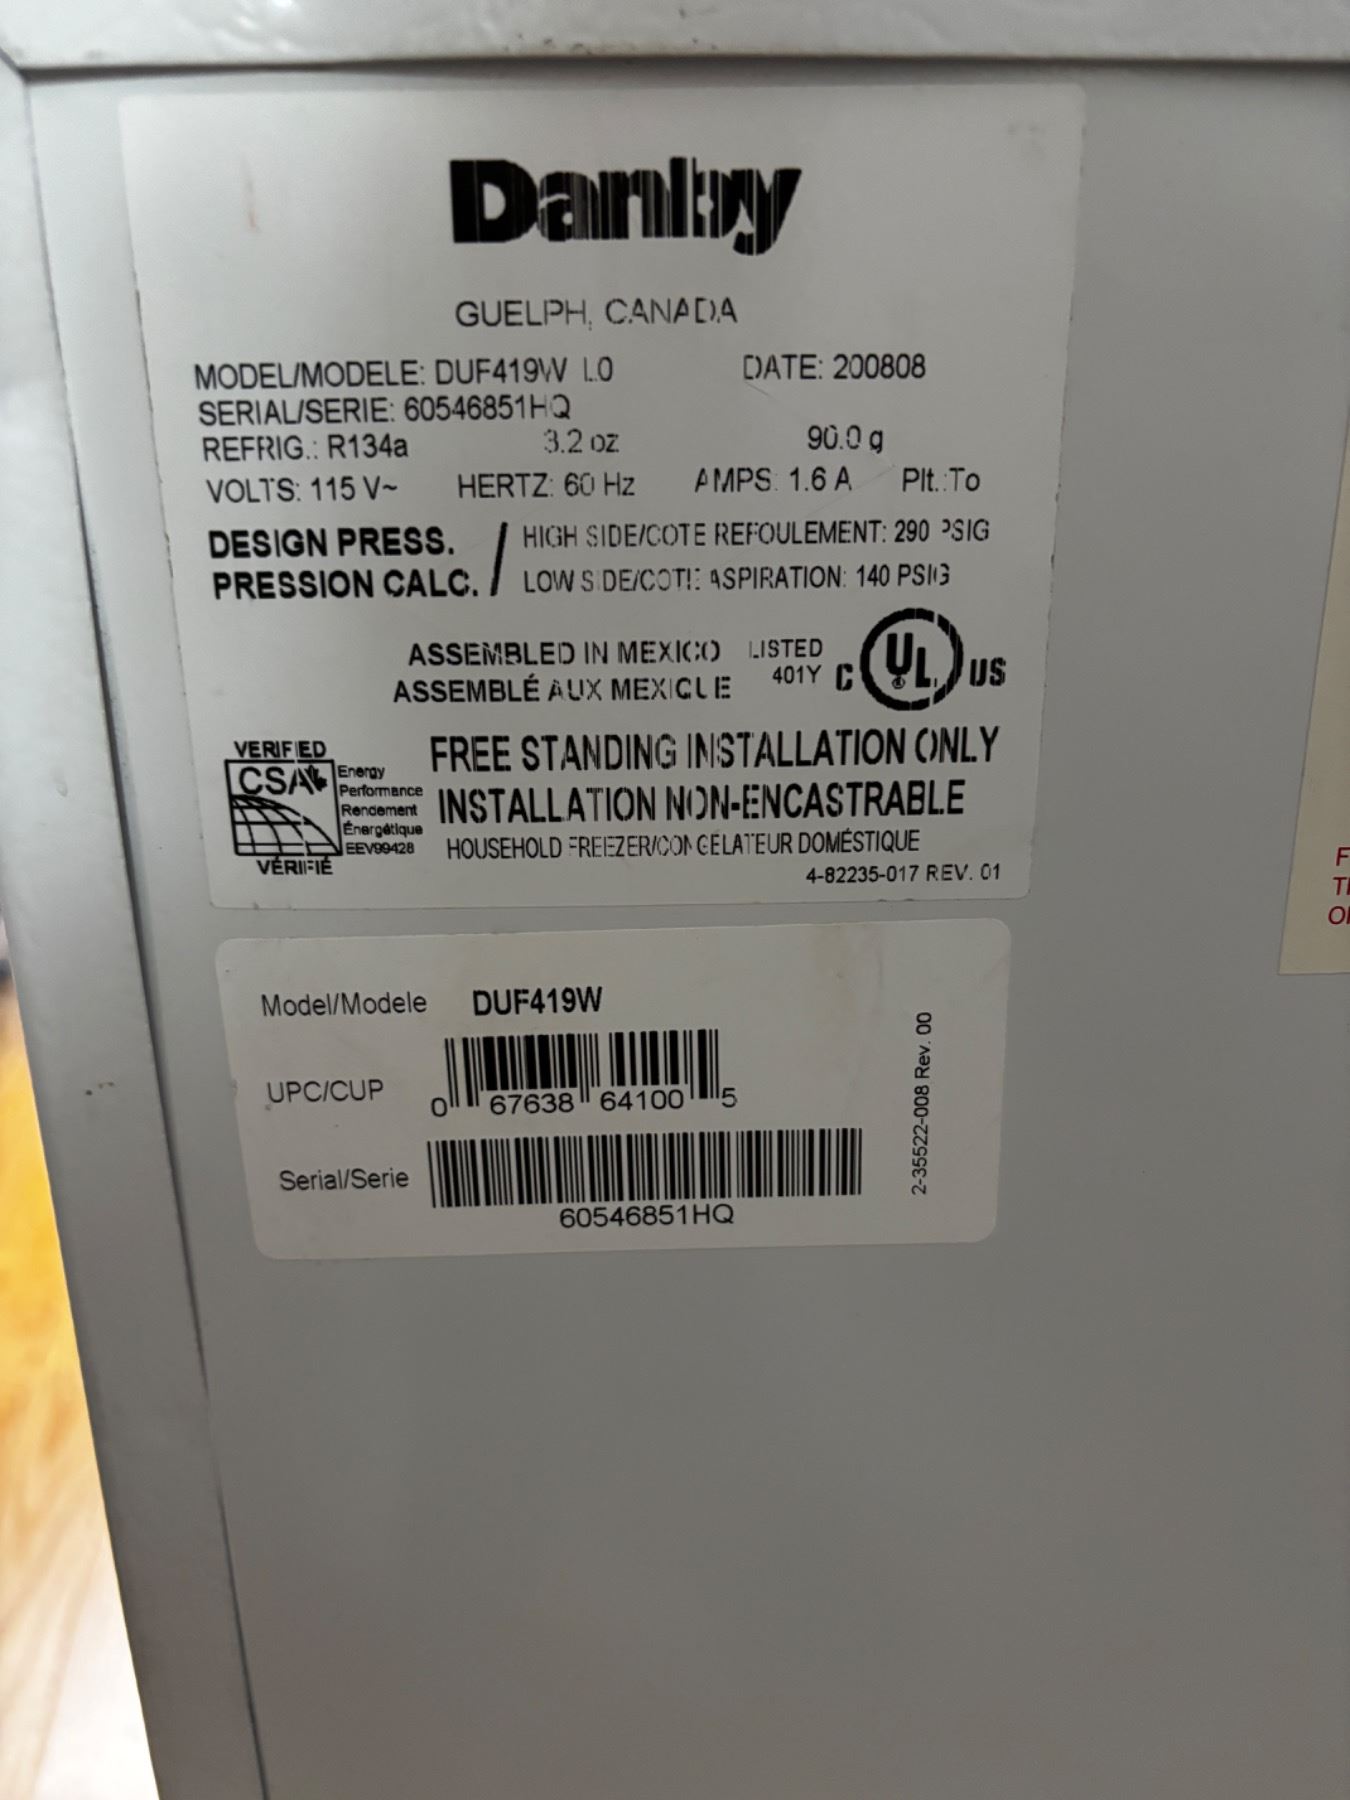 Danby
GUELPH, CANADA
MODEL/MODELE: DUF419W L0 DATE: 200808
SERIAL/SERIE: 60546851HQ
REFRIG.: R134a 3.2 oz 90.0 g
VOLTS: 115 V~ HERTZ: 60 Hz AMPS: 1.6 A Plt.:To
DESIGN PRESS. / HIGH SIDE/COTE REFOULEMENT: 290 PSIG
PRESSION CALC. / LOW SIDE/COTE ASPIRATION: 140 PSIG
ASSEMBLED IN MEXICO LISTED
ASSEMBLÉ AUX MEXIQUE 401Y C UL US
VERIFIED
CSA
Energy
Performance
Rendement
Énergétique
EEV99428
VÉRIFIÉ
FREE STANDING INSTALLATION ONLY
INSTALLATION NON-ENCASTRABLE
HOUSEHOLD FREEZER/CONGÉLATEUR DOMÉSTIQUE
4-82235-017 REV. 01
Model/Modele DUF419W
UPC/CUP
0 67638 64100 5
Serial/Serie
60546851HQ
2-35522-008 Rev. 00